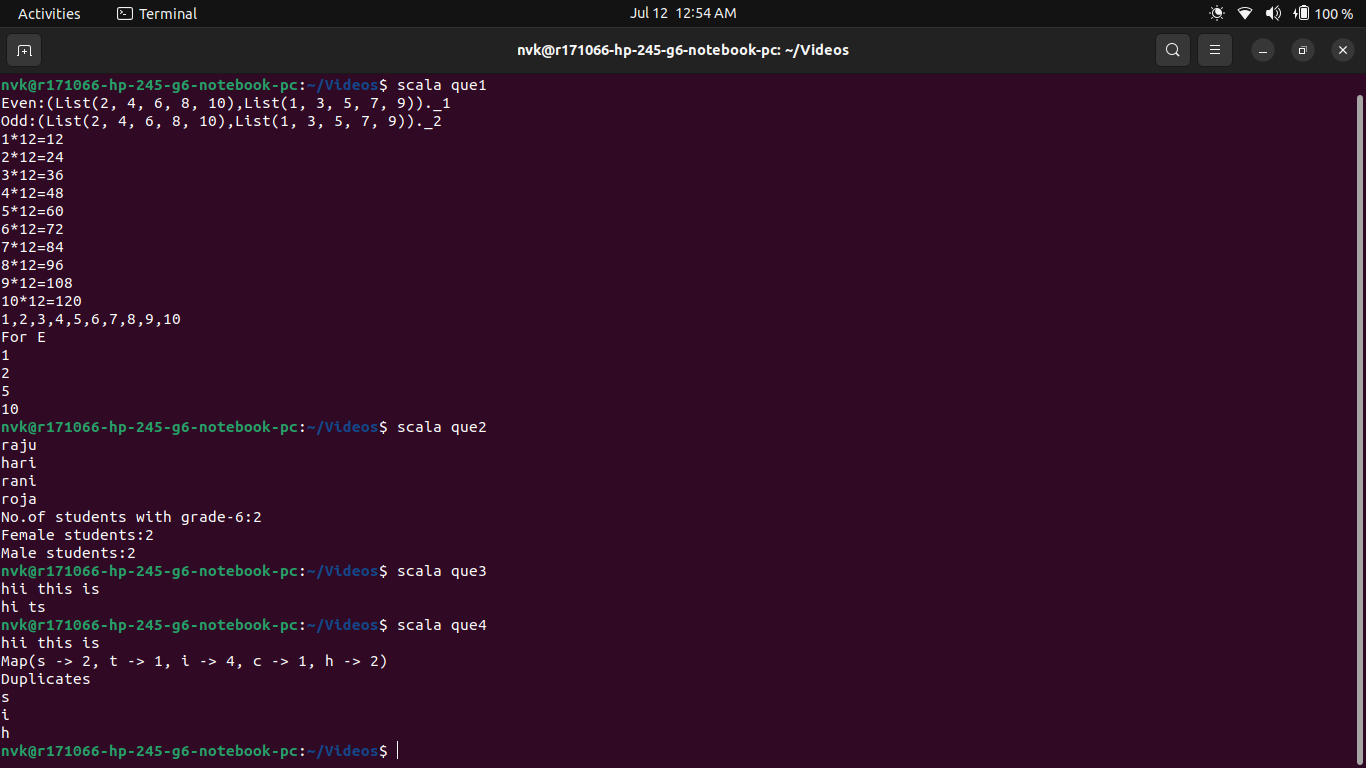 Activities Terminal Jul 12 12:54 AM 100 %
nvk@r171066-hp-245-g6-notebook-pc: ~/Videos
nvk@r171066-hp-245-g6-notebook-pc:~/Videos$ scala que1
Even:(List(2, 4, 6, 8, 10),List(1, 3, 5, 7, 9))._1
Odd:(List(2, 4, 6, 8, 10),List(1, 3, 5, 7, 9))._2
1*12=12
2*12=24
3*12=36
4*12=48
5*12=60
6*12=72
7*12=84
8*12=96
9*12=108
10*12=120
1,2,3,4,5,6,7,8,9,10
For E
1
2
5
10
nvk@r171066-hp-245-g6-notebook-pc:~/Videos$ scala que2
raju
hari
rani
roja
No.of students with grade-6:2
Female students:2
Male students:2
nvk@r171066-hp-245-g6-notebook-pc:~/Videos$ scala que3
hii this is
hi ts
nvk@r171066-hp-245-g6-notebook-pc:~/Videos$ scala que4
hii this is
Map(s -> 2, t -> 1, i -> 4, c -> 1, h -> 2)
Duplicates
s
i
h
nvk@r171066-hp-245-g6-notebook-pc:~/Videos$